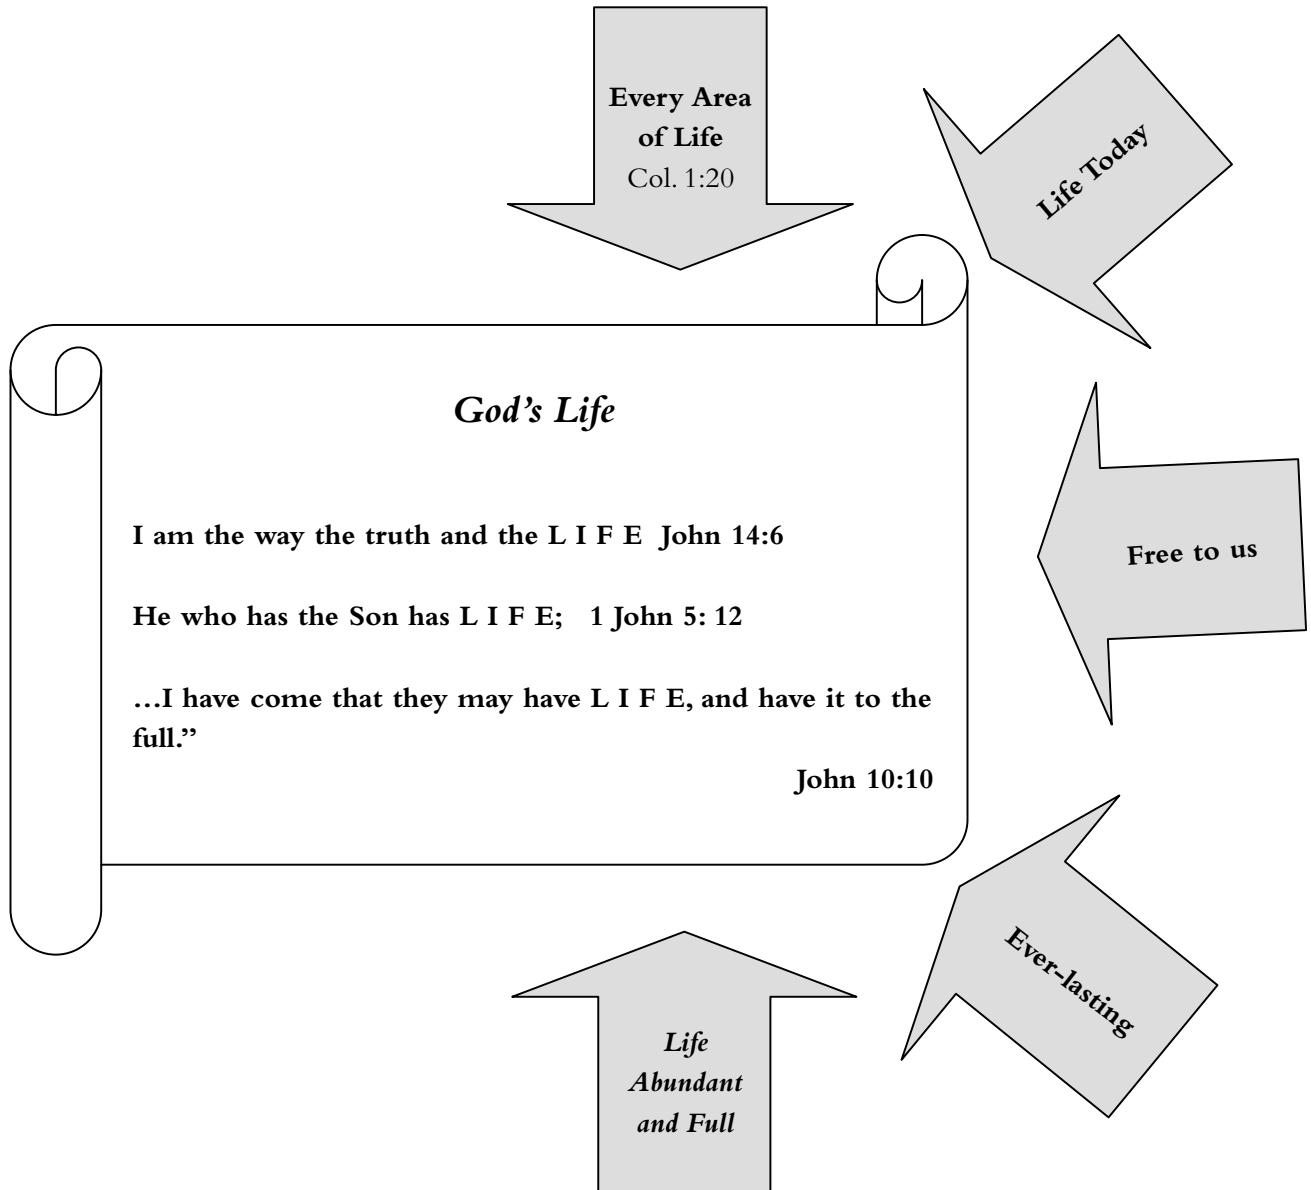 Every Area
of Life
Col. 1:20
Life Today
God’s Life
I am the way the truth and the L I F E  John 14:6
Free to us
He who has the Son has L I F E;   1 John 5: 12
…I have come that they may have L I F E, and have it to the
full.”
John 10:10
Ever-lasting
Life
Abundant
and Full